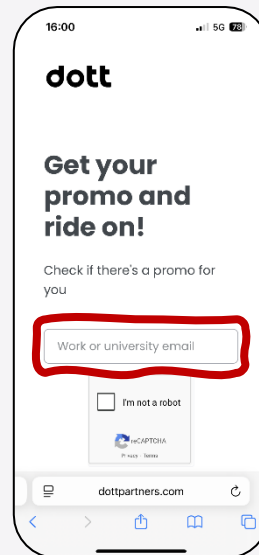 16:00 5G 78
dott
Get your
promo and
ride on!
Check if there's a promo for
you
Work or university email
I'm not a robot
reCAPTCHA
Privacy - Terms
dottpartners.com